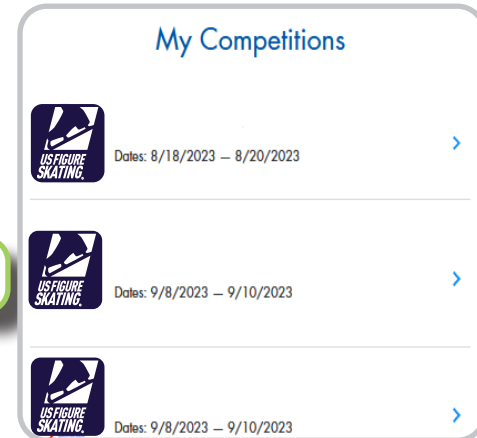 My Competitions
US FIGURE
SKATING.
Dates: 8/18/2023 – 8/20/2023
US FIGURE
SKATING.
Dates: 9/8/2023 – 9/10/2023
US FIGURE
SKATING.
Dates: 9/8/2023 – 9/10/2023